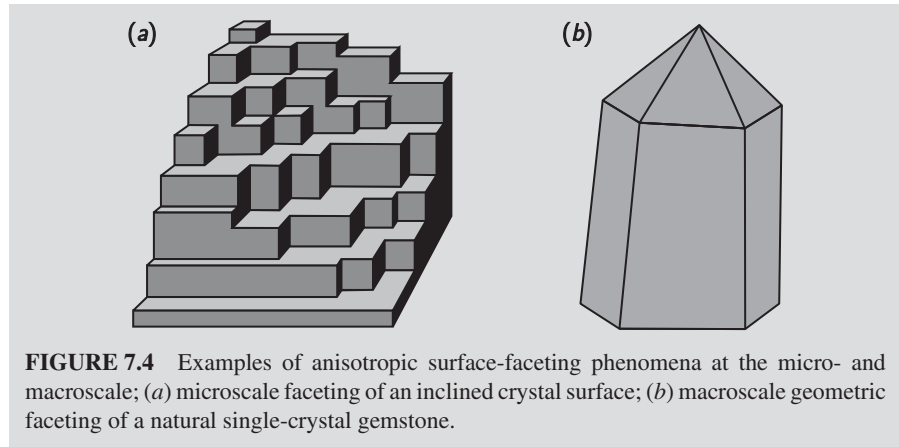 (a) (b)
FIGURE 7.4 Examples of anisotropic surface-faceting phenomena at the micro- and
macroscale; (a) microscale faceting of an inclined crystal surface; (b) macroscale geometric
faceting of a natural single-crystal gemstone.